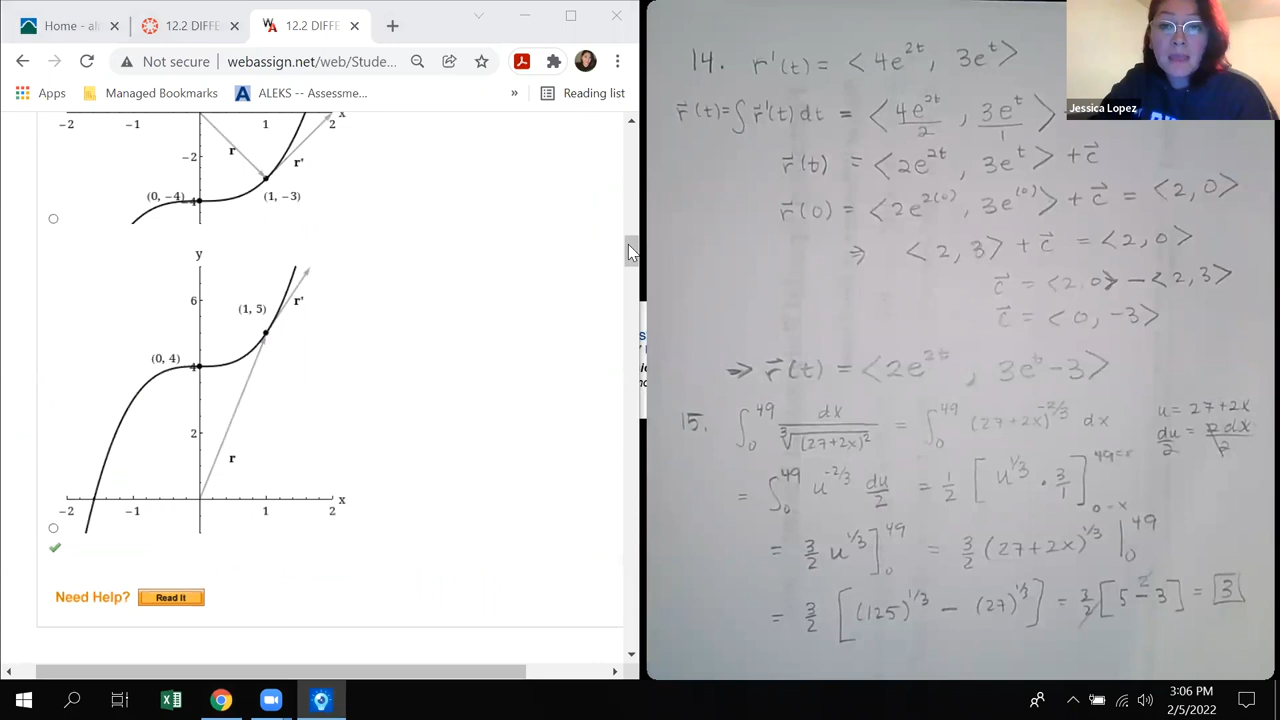 Home - al
12.2 DIFFE
12.2 DIFFE
Not secure | webassign.net/web/Stude...
Apps Managed Bookmarks ALEKS -- Assessme... » Reading list
-2 -1 1 2 x
r r'
-2
(0, -4) -4 (1, -3)
y
6 r'
(1, 5)
(0, 4) 4
2
r
-2 -1 1 2 x
Need Help? Read It
Jessica Lopez
14. r'(t) = < 4e^2t, 3e^t >
r⃗(t) = ∫ r⃗'(t) dt = < 4e^2t/2 , 3e^t/1 >
r⃗(t) = < 2e^2t, 3e^t > + c⃗
r⃗(0) = < 2e^2(0), 3e^(0) > + c⃗ = < 2, 0 >
⇒ < 2, 3 > + c⃗ = < 2, 0 >
c⃗ = < 2, 0 > - < 2, 3 >
c⃗ = < 0, -3 >
⇒ r⃗(t) = < 2e^2t , 3e^t - 3 >
15. ∫_0^49 dx/∛(27+2x)^2 = ∫_0^49 (27+2x)^-2/3 dx u = 27+2x
du/2 = 2dx/2
= ∫_0^49 u^-2/3 du/2 = 1/2 [ u^1/3 · 3/1 ]_0=x^49=x
= 3/2 u^1/3 ]_0^49 = 3/2 (27+2x)^1/3 |_0^49
= 3/2 [ (125)^1/3 - (27)^1/3 ] = 3/2 [ 5 - 3 ] 2 = 3
3:06 PM
2/5/2022